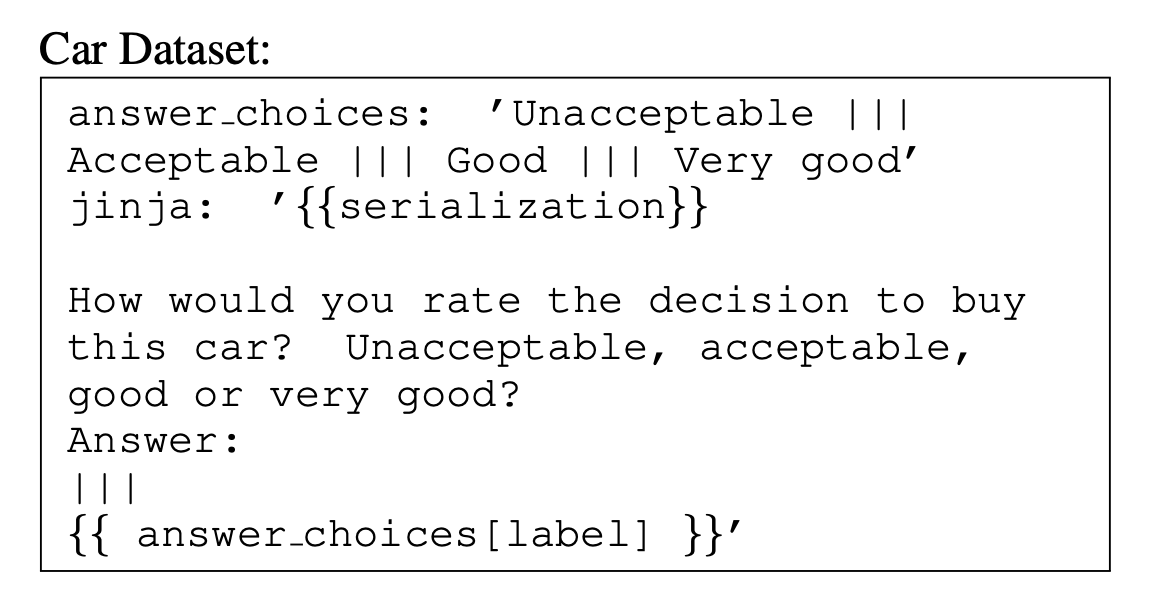 Car Dataset:
answer_choices: 'Unacceptable |||
Acceptable ||| Good ||| Very good'
jinja: '{{serialization}}
How would you rate the decision to buy
this car? Unacceptable, acceptable,
good or very good?
Answer:
|||
{{ answer_choices[label] }}'